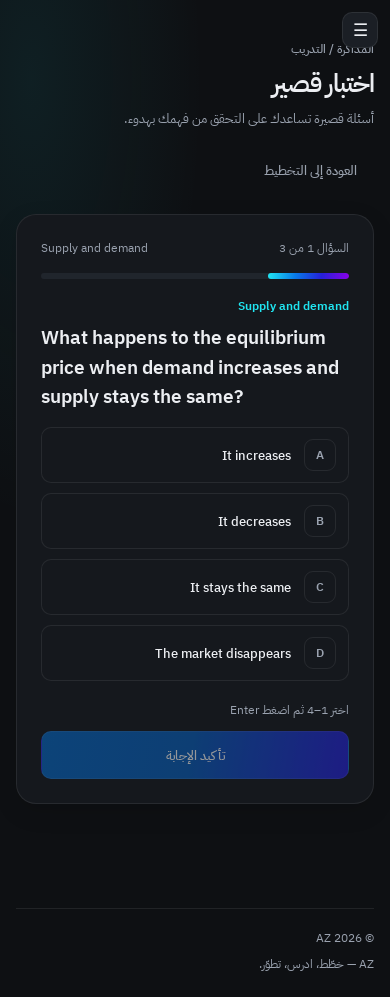 ☰
المذاكرة / التدريب
اختبار قصير
أسئلة قصيرة تساعدك على التحقق من فهمك بهدوء.
العودة إلى التخطيط
السؤال 1 من 3
Supply and demand
Supply and demand
What happens to the equilibrium
price when demand increases and
supply stays the same?
A It increases
B It decreases
C It stays the same
D The market disappears
اختر 1–4 ثم اضغط Enter
تأكيد الإجابة
© 2026 AZ
AZ — خطّط، ادرس، تطوّر.